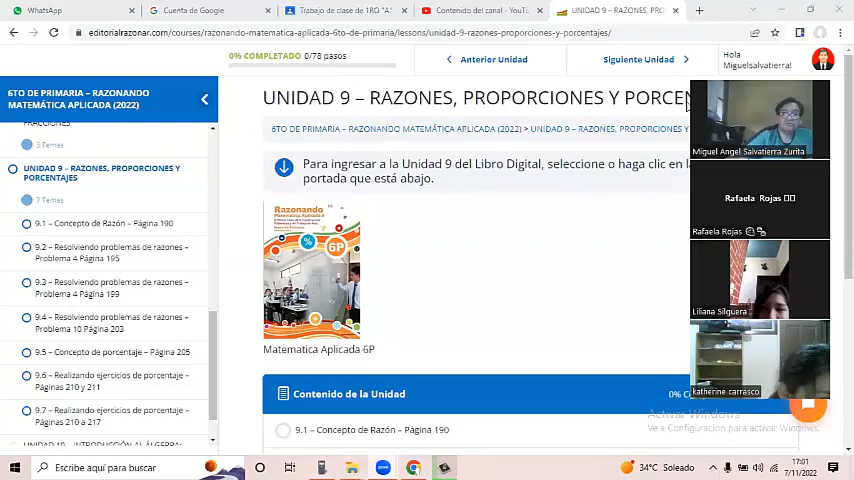 WhatsApp
Cuenta de Google
Trabajo de clase de 1RO "A"
Contenido del canal - YouTu
UNIDAD 9 – RAZONES, PRO
editorialrazonar.com/courses/razonando-matematica-aplicada-6to-de-primaria/lessons/unidad-9-razones-proporciones-y-porcentajes/
0% COMPLETADO 0/78 pasos
Anterior Unidad
Siguiente Unidad
Hola
Miguelsalvatierra!
6TO DE PRIMARIA – RAZONANDO
MATEMÁTICA APLICADA (2022)
FRACCIONES
3 Temas
UNIDAD 9 – RAZONES, PROPORCIONES Y
PORCENTAJES
7 Temas
9.1 – Concepto de Razón – Página 190
9.2 – Resolviendo problemas de razones –
Problema 4 Página 195
9.3 – Resolviendo problemas de razones –
Problema 4 Página 199
9.4 – Resolviendo problemas de razones –
Problema 10 Página 203
9.5 – Concepto de porcentaje – Página 205
9.6 – Realizando ejercicios de porcentaje –
Páginas 210 y 211
9.7 – Realizando ejercicios de porcentaje –
Páginas 210 a 217
UNIDAD 10 – INTRODUCCIÓN AL ÁLGEBRA:
UNIDAD 9 – RAZONES, PROPORCIONES Y PORCEN
6TO DE PRIMARIA – RAZONANDO MATEMÁTICA APLICADA (2022) > UNIDAD 9 – RAZONES, PROPORCIONES Y
Para ingresar a la Unidad 9 del Libro Digital, seleccione o haga clic en la
portada que está abajo.
Razonando
Matemática Aplicada 6
%
6P
Matematica Aplicada 6P
Contenido de la Unidad
0% C
9.1 – Concepto de Razón – Página 190
Miguel Angel Salvatierra Zurita
Rafaela Rojas
Rafaela Rojas
Liliana Silguera
katherine carrasco
Activar Windows
Ve a Configuración para activar Windows.
Escribe aquí para buscar
34°C Soleado
17:01
7/11/2022